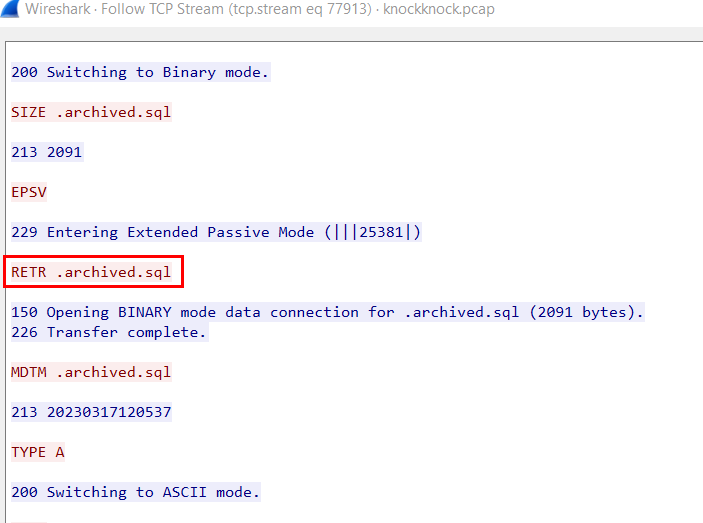 Wireshark · Follow TCP Stream (tcp.stream eq 77913) · knockknock.pcap
200 Switching to Binary mode.
SIZE .archived.sql
213 2091
EPSV
229 Entering Extended Passive Mode (|||25381|)
RETR .archived.sql
150 Opening BINARY mode data connection for .archived.sql (2091 bytes).
226 Transfer complete.
MDTM .archived.sql
213 20230317120537
TYPE A
200 Switching to ASCII mode.